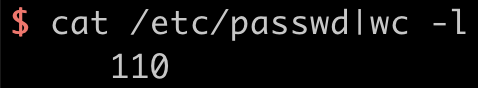 $ cat /etc/passwd|wc -l
110